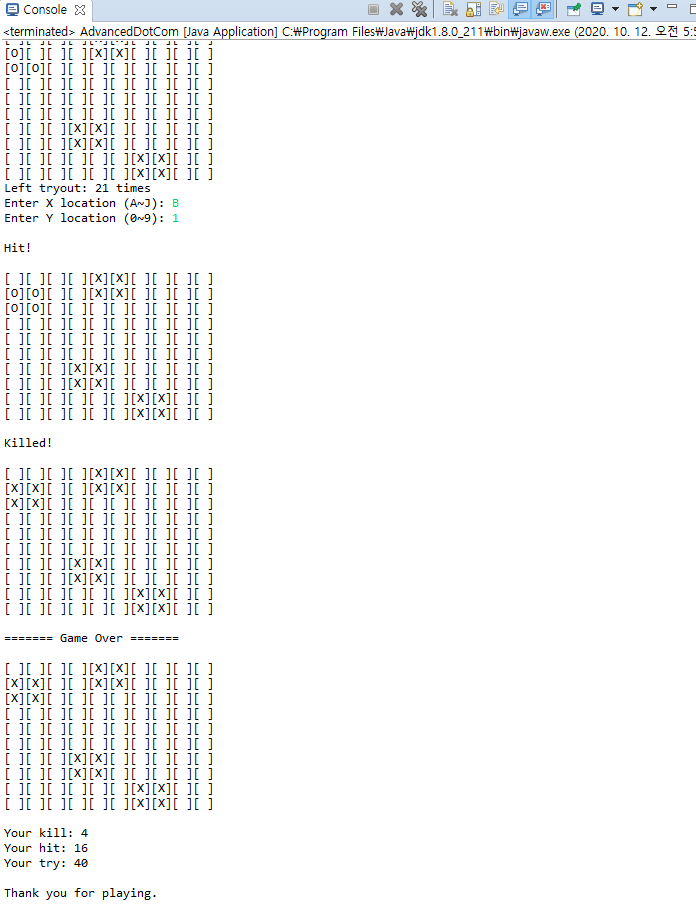 Console
<terminated> AdvancedDotCom [Java Application] C:₩Program Files₩Java₩jdk1.8.0_211₩bin₩javaw.exe (2020. 10. 12. 오전 5:5
[O][ ][ ][ ][X][X][ ][ ][ ][ ]
[O][O][ ][ ][ ][ ][ ][ ][ ][ ]
[ ][ ][ ][ ][ ][ ][ ][ ][ ][ ]
[ ][ ][ ][ ][ ][ ][ ][ ][ ][ ]
[ ][ ][ ][ ][ ][ ][ ][ ][ ][ ]
[ ][ ][ ][X][X][ ][ ][ ][ ][ ]
[ ][ ][ ][X][X][ ][ ][ ][ ][ ]
[ ][ ][ ][ ][ ][ ][X][X][ ][ ]
[ ][ ][ ][ ][ ][ ][X][X][ ][ ]
Left tryout: 21 times
Enter X location (A~J): B
Enter Y location (0~9): 1
Hit!
[ ][ ][ ][ ][X][X][ ][ ][ ][ ]
[O][O][ ][ ][X][X][ ][ ][ ][ ]
[O][O][ ][ ][ ][ ][ ][ ][ ][ ]
[ ][ ][ ][ ][ ][ ][ ][ ][ ][ ]
[ ][ ][ ][ ][ ][ ][ ][ ][ ][ ]
[ ][ ][ ][ ][ ][ ][ ][ ][ ][ ]
[ ][ ][ ][X][X][ ][ ][ ][ ][ ]
[ ][ ][ ][X][X][ ][ ][ ][ ][ ]
[ ][ ][ ][ ][ ][ ][X][X][ ][ ]
[ ][ ][ ][ ][ ][ ][X][X][ ][ ]
Killed!
[ ][ ][ ][ ][X][X][ ][ ][ ][ ]
[X][X][ ][ ][X][X][ ][ ][ ][ ]
[X][X][ ][ ][ ][ ][ ][ ][ ][ ]
[ ][ ][ ][ ][ ][ ][ ][ ][ ][ ]
[ ][ ][ ][ ][ ][ ][ ][ ][ ][ ]
[ ][ ][ ][ ][ ][ ][ ][ ][ ][ ]
[ ][ ][ ][X][X][ ][ ][ ][ ][ ]
[ ][ ][ ][X][X][ ][ ][ ][ ][ ]
[ ][ ][ ][ ][ ][ ][X][X][ ][ ]
[ ][ ][ ][ ][ ][ ][X][X][ ][ ]
======= Game Over =======
[ ][ ][ ][ ][X][X][ ][ ][ ][ ]
[X][X][ ][ ][X][X][ ][ ][ ][ ]
[X][X][ ][ ][ ][ ][ ][ ][ ][ ]
[ ][ ][ ][ ][ ][ ][ ][ ][ ][ ]
[ ][ ][ ][ ][ ][ ][ ][ ][ ][ ]
[ ][ ][ ][ ][ ][ ][ ][ ][ ][ ]
[ ][ ][ ][X][X][ ][ ][ ][ ][ ]
[ ][ ][ ][X][X][ ][ ][ ][ ][ ]
[ ][ ][ ][ ][ ][ ][X][X][ ][ ]
[ ][ ][ ][ ][ ][ ][X][X][ ][ ]
Your kill: 4
Your hit: 16
Your try: 40
Thank you for playing.